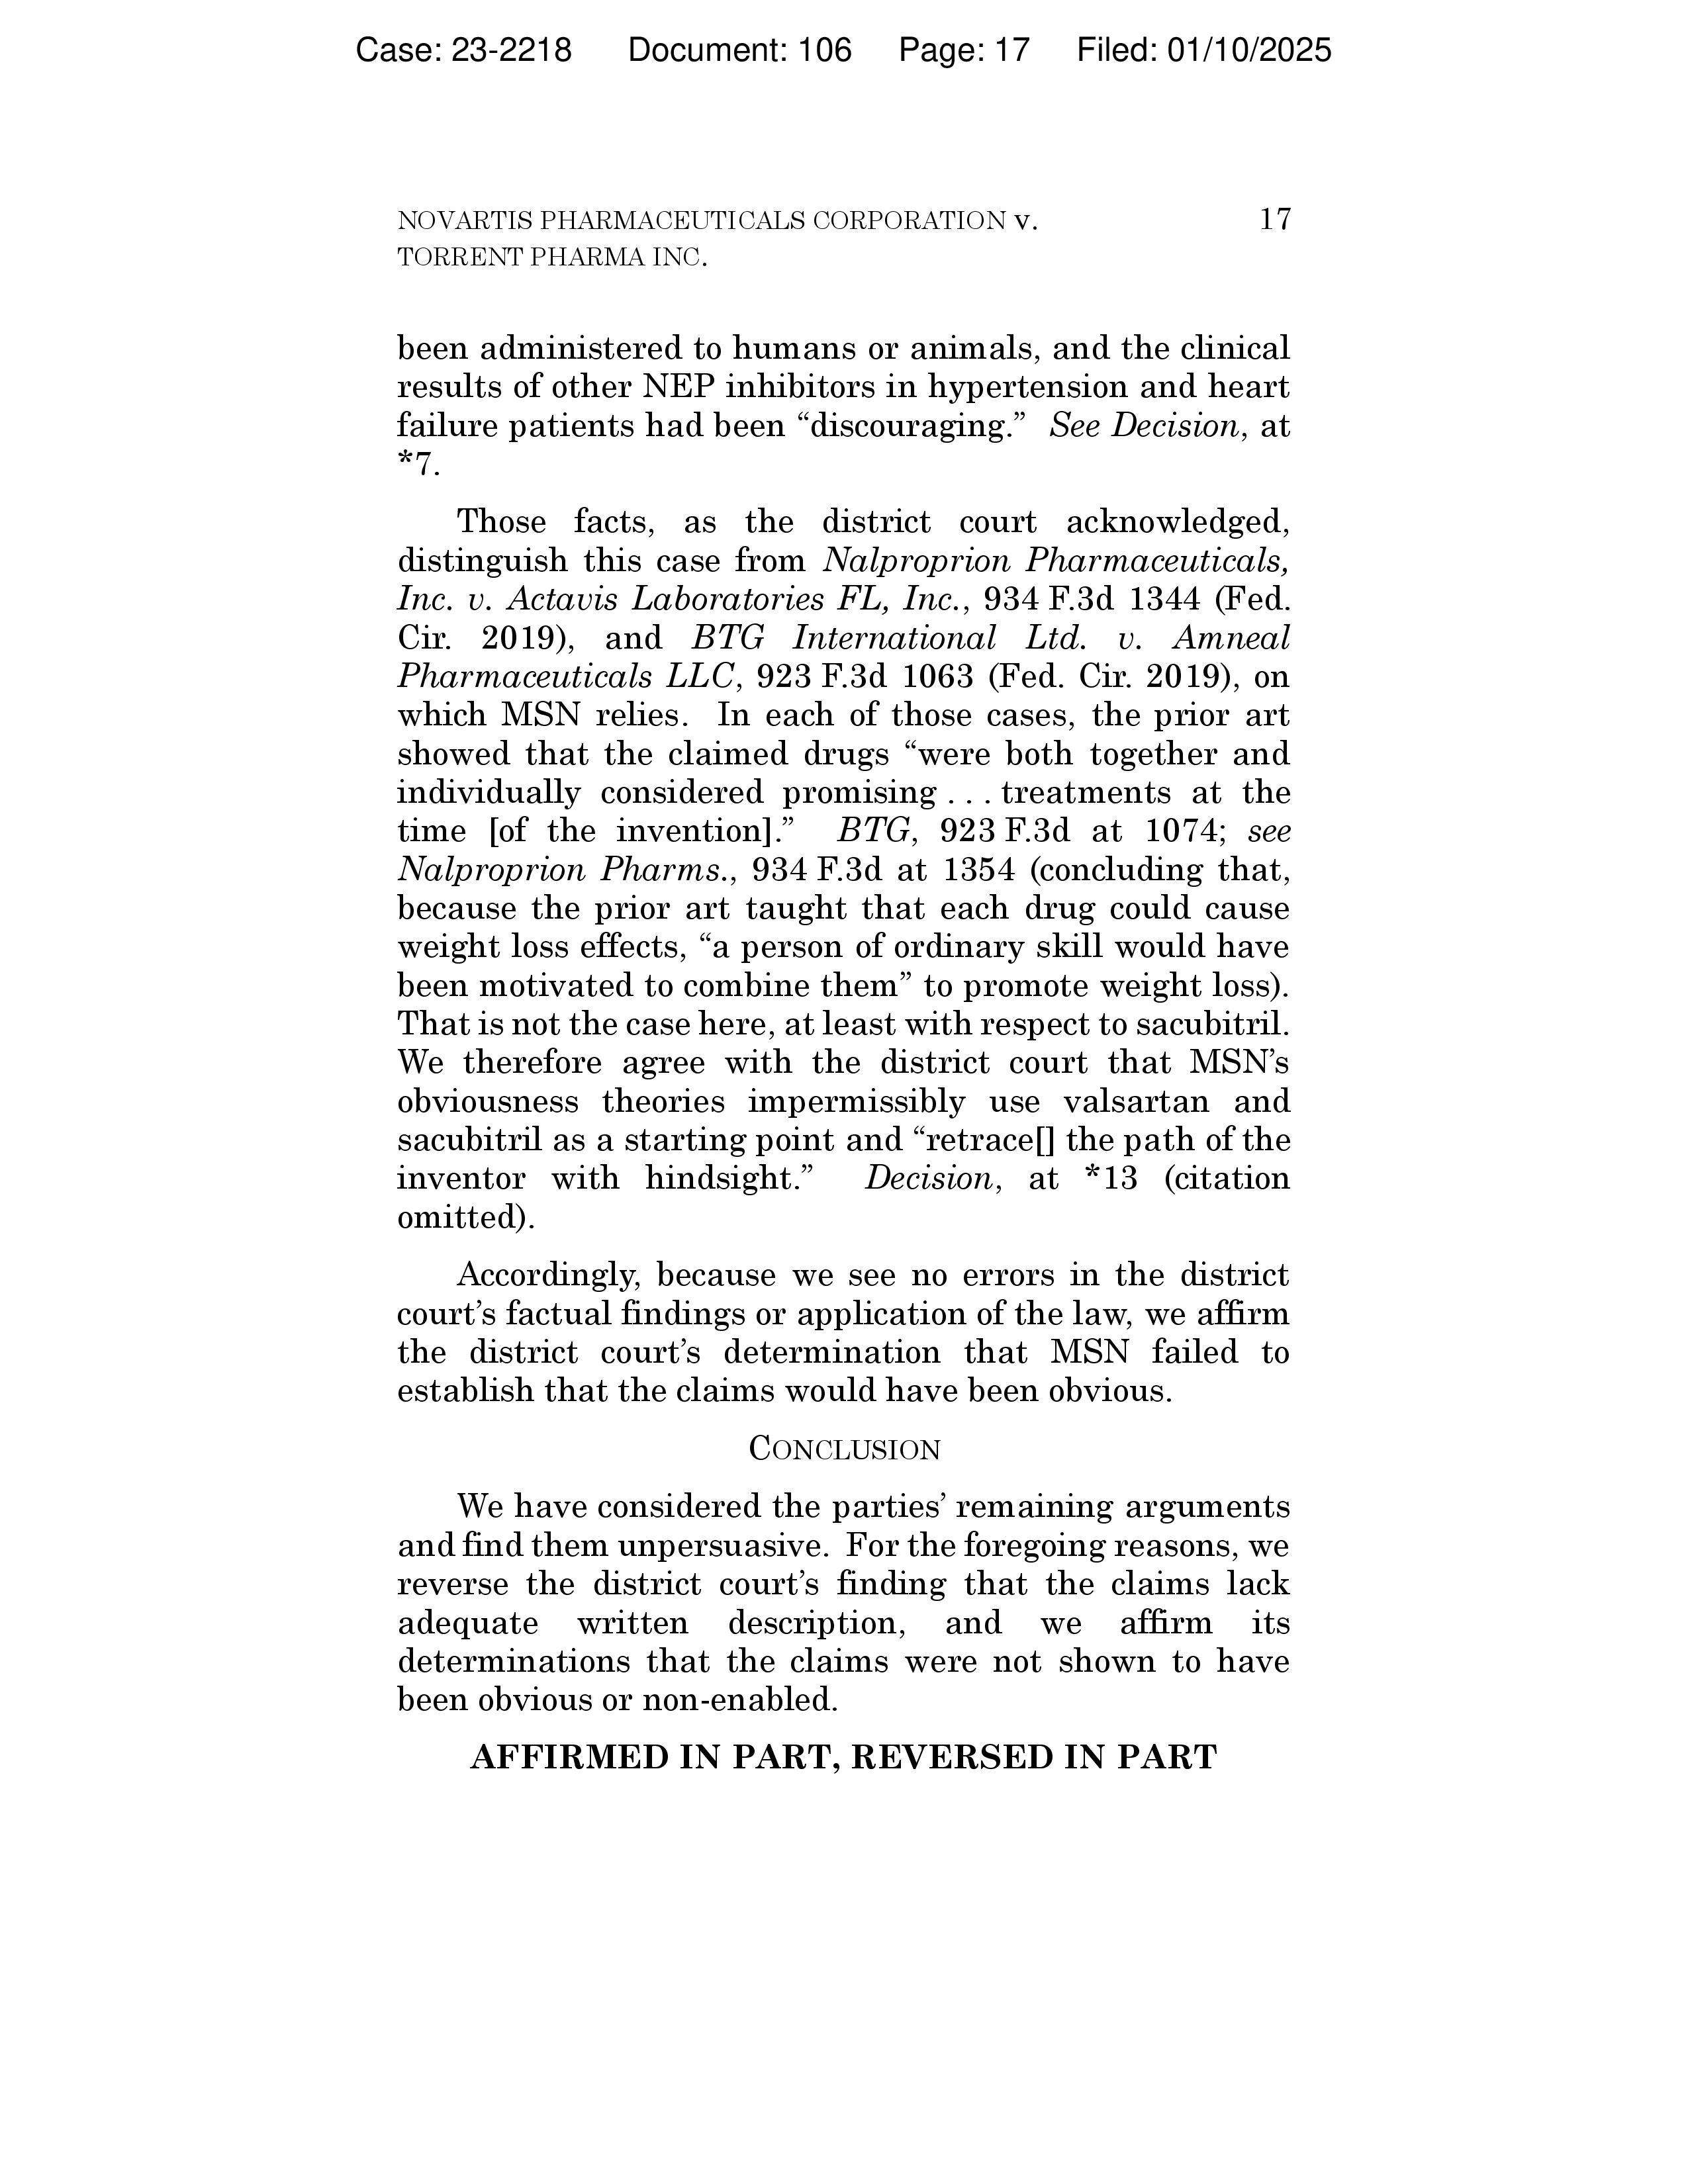 Case: 23-2218 Document: 106 Page: 17 Filed: 01/10/2025
NOVARTIS PHARMACEUTICALS CORPORATION v. 17
TORRENT PHARMA INC.
been administered to humans or animals, and the clinical
results of other NEP inhibitors in hypertension and heart
failure patients had been “discouraging.” See Decision, at
*7.
Those facts, as the district court acknowledged,
distinguish this case from Nalproprion Pharmaceuticals,
Inc. v. Actavis Laboratories FL, Inc., 934 F.3d 1344 (Fed.
Cir. 2019), and BTG International Ltd. v. Amneal
Pharmaceuticals LLC, 923 F.3d 1063 (Fed. Cir. 2019), on
which MSN relies. In each of those cases, the prior art
showed that the claimed drugs “were both together and
individually considered promising . . . treatments at the
time [of the invention].” BTG, 923 F.3d at 1074; see
Nalproprion Pharms., 934 F.3d at 1354 (concluding that,
because the prior art taught that each drug could cause
weight loss effects, “a person of ordinary skill would have
been motivated to combine them” to promote weight loss).
That is not the case here, at least with respect to sacubitril.
We therefore agree with the district court that MSN’s
obviousness theories impermissibly use valsartan and
sacubitril as a starting point and “retrace[] the path of the
inventor with hindsight.” Decision, at *13 (citation
omitted).
Accordingly, because we see no errors in the district
court’s factual findings or application of the law, we affirm
the district court’s determination that MSN failed to
establish that the claims would have been obvious.
CONCLUSION
We have considered the parties’ remaining arguments
and find them unpersuasive. For the foregoing reasons, we
reverse the district court’s finding that the claims lack
adequate written description, and we affirm its
determinations that the claims were not shown to have
been obvious or non-enabled.
AFFIRMED IN PART, REVERSED IN PART